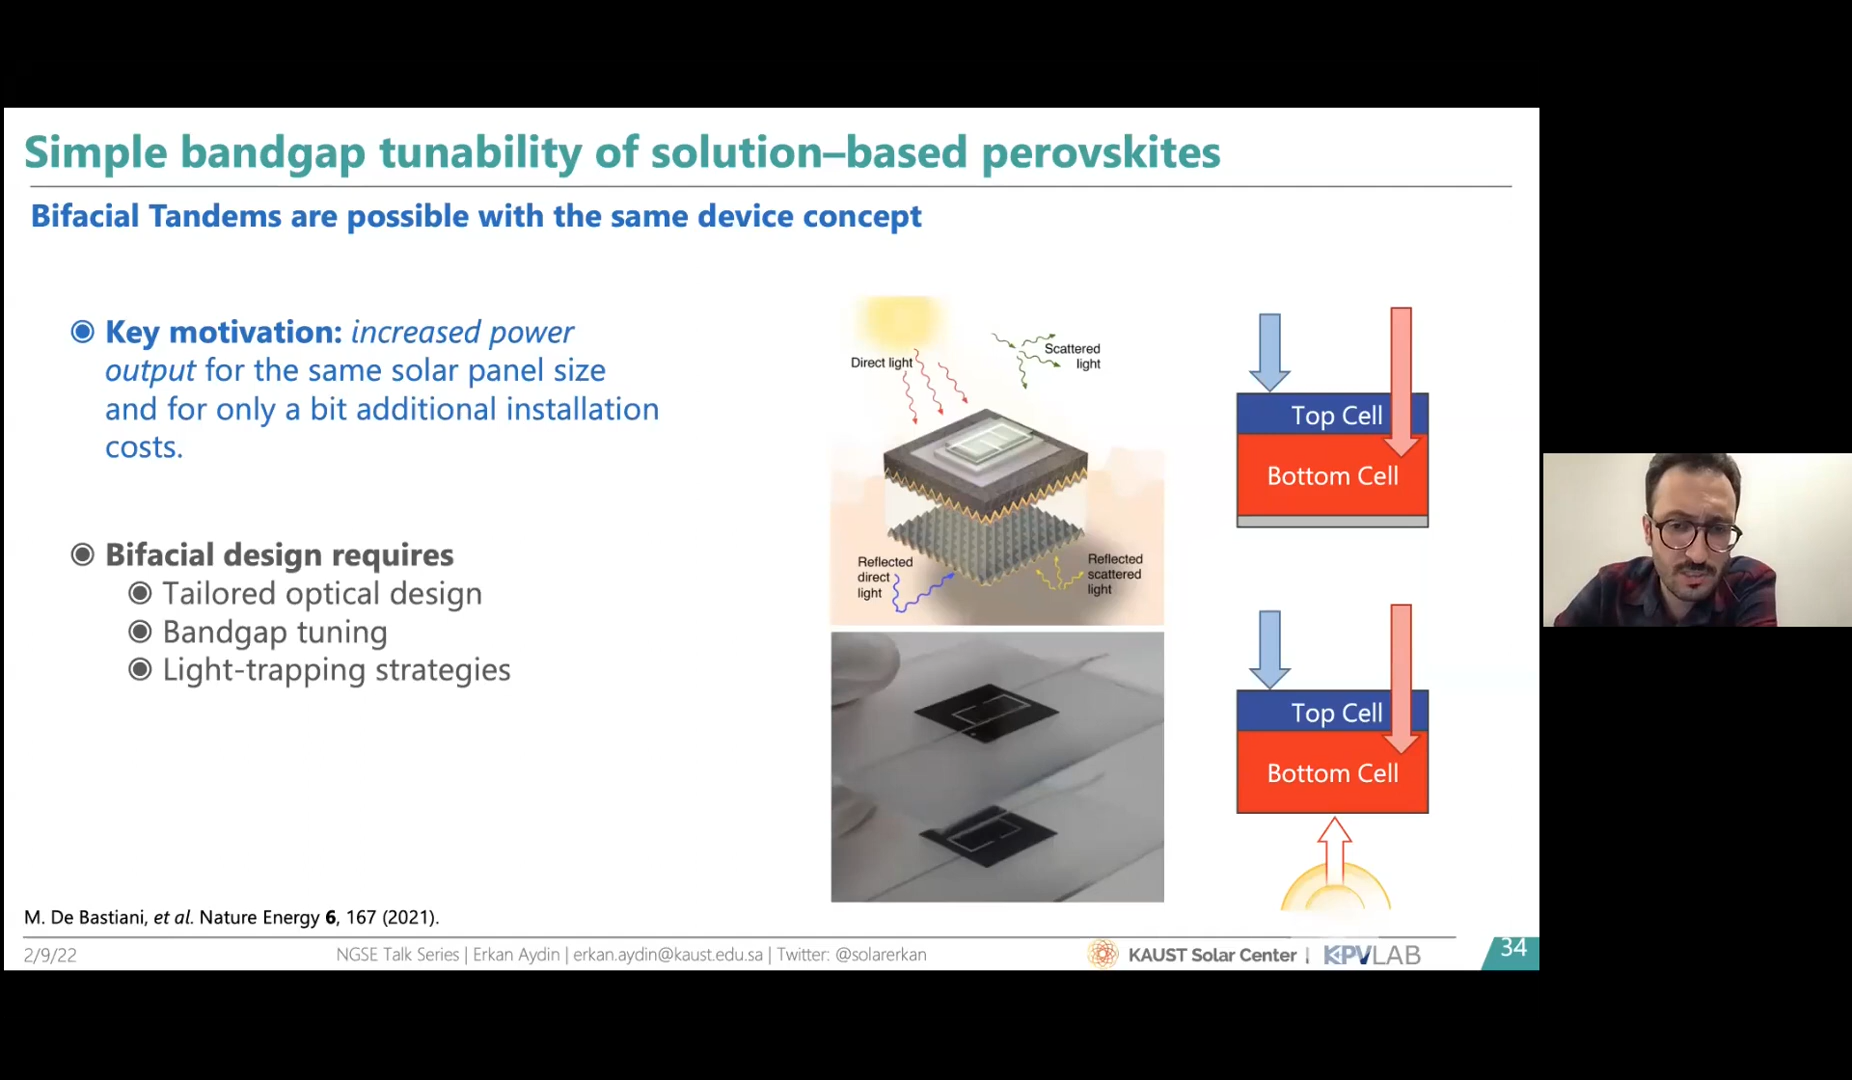 Simple bandgap tunability of solution–based perovskites
Bifacial Tandems are possible with the same device concept
Key motivation: increased power
output for the same solar panel size
and for only a bit additional installation
costs.
Bifacial design requires
Tailored optical design
Bandgap tuning
Light-trapping strategies
Direct light
Scattered
light
Reflected
direct
light
Reflected
scattered
light
Top Cell
Bottom Cell
Top Cell
Bottom Cell
M. De Bastiani, et al. Nature Energy 6, 167 (2021).
2/9/22
NGSE Talk Series | Erkan Aydin | erkan.aydin@kaust.edu.sa | Twitter: @solarerkan
KAUST Solar Center | KPVLAB
34